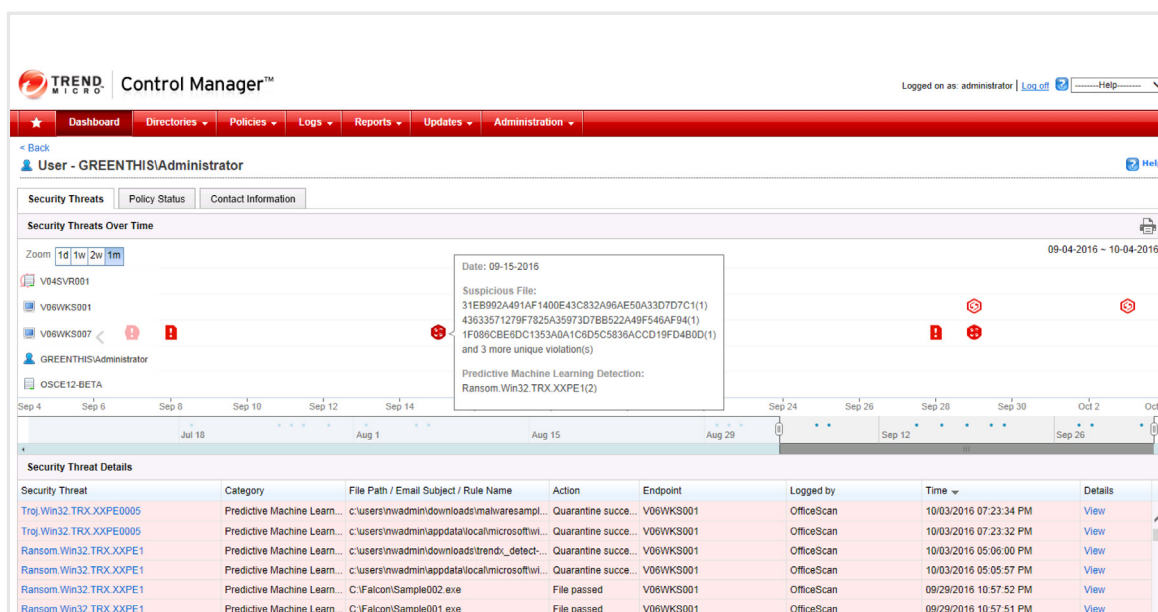 TREND MICRO Control Manager™
Logged on as: administrator | Log off --------Help--------
Dashboard Directories Policies Logs Reports Updates Administration
< Back
User - GREENTHIS\Administrator
Help
Security Threats Policy Status Contact Information
Security Threats Over Time
Zoom 1d 1w 2w 1m
09-04-2016 ~ 10-04-2016
V04SVR001
V06WKS001
V06WKS007
GREENTHIS\Administrator
OSCE12-BETA
Date: 09-15-2016
Suspicious File:
31EB992A491AF1400E43C832A96AE50A33D7D7C1(1)
43633571279F7825A35973D7BB522A49F546AF94(1)
1F086CBE6DC1353A0A1C6D5C5836ACCD19FD4B0D(1)
and 3 more unique violation(s)
Predictive Machine Learning Detection:
Ransom.Win32.TRX.XXPE1(2)
Sep 4 Sep 6 Sep 8 Sep 10 Sep 12 Sep 14 Sep 24 Sep 26 Sep 28 Sep 30 Oct 2 Oct
Jul 18 Aug 1 Aug 15 Aug 29 Sep 12 Sep 26
Security Threat Details
Security Threat Category File Path / Email Subject / Rule Name Action Endpoint Logged by Time Details
Troj.Win32.TRX.XXPE0005 Predictive Machine Learn... c:\users\nwadmin\downloads\malwaresampl... Quarantine succe... V06WKS001 OfficeScan 10/03/2016 07:23:34 PM View
Troj.Win32.TRX.XXPE0005 Predictive Machine Learn... c:\users\nwadmin\appdata\local\microsoft\wi... Quarantine succe... V06WKS001 OfficeScan 10/03/2016 07:23:32 PM View
Ransom.Win32.TRX.XXPE1 Predictive Machine Learn... c:\users\nwadmin\downloads\trendx_detect-... Quarantine succe... V06WKS001 OfficeScan 10/03/2016 05:06:00 PM View
Ransom.Win32.TRX.XXPE1 Predictive Machine Learn... c:\users\nwadmin\appdata\local\microsoft\wi... Quarantine succe... V06WKS001 OfficeScan 10/03/2016 05:05:57 PM View
Ransom.Win32.TRX.XXPE1 Predictive Machine Learn... C:\Falcon\Sample002.exe File passed V06WKS001 OfficeScan 09/29/2016 10:57:52 PM View
Ransom.Win32.TRX.XXPE1 Predictive Machine Learn... C:\Falcon\Sample001.exe File passed V06WKS001 OfficeScan 09/29/2016 10:57:51 PM View